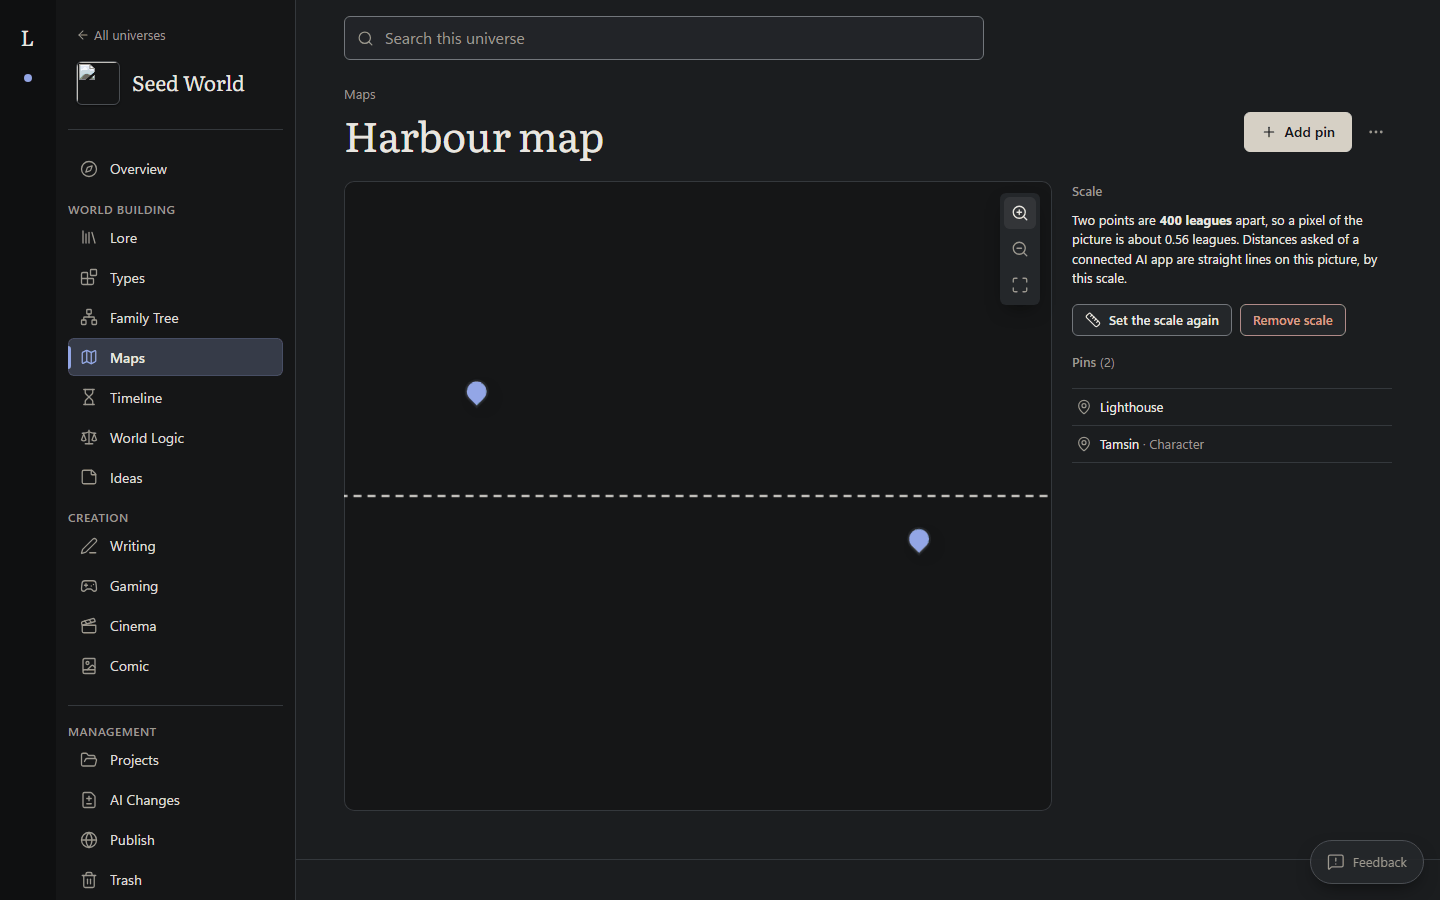 L
All universes
Seed World
Overview
WORLD BUILDING
Lore
Types
Family Tree
Maps
Timeline
World Logic
Ideas
CREATION
Writing
Gaming
Cinema
Comic
MANAGEMENT
Projects
AI Changes
Publish
Trash
Search this universe
Maps
Harbour map
Add pin
Scale
Two points are 400 leagues apart, so a pixel of the
picture is about 0.56 leagues. Distances asked of a
connected AI app are straight lines on this picture, by
this scale.
Set the scale again
Remove scale
Pins (2)
Lighthouse
Tamsin · Character
Feedback